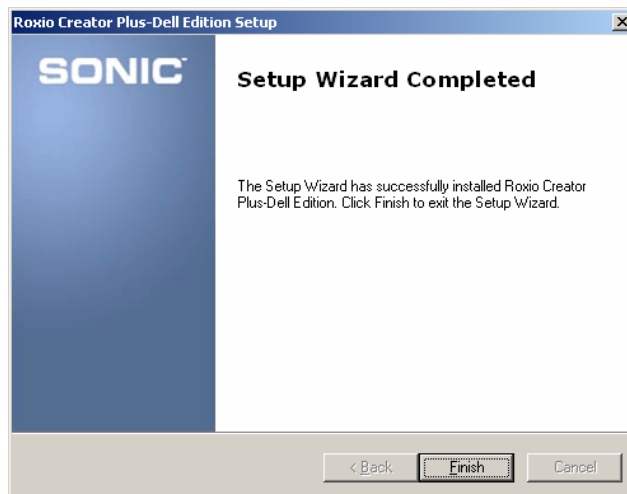 Roxio Creator Plus-Dell Edition Setup
SONIC
Setup Wizard Completed
The Setup Wizard has successfully installed Roxio Creator
Plus-Dell Edition. Click Finish to exit the Setup Wizard.
< Back Finish Cancel